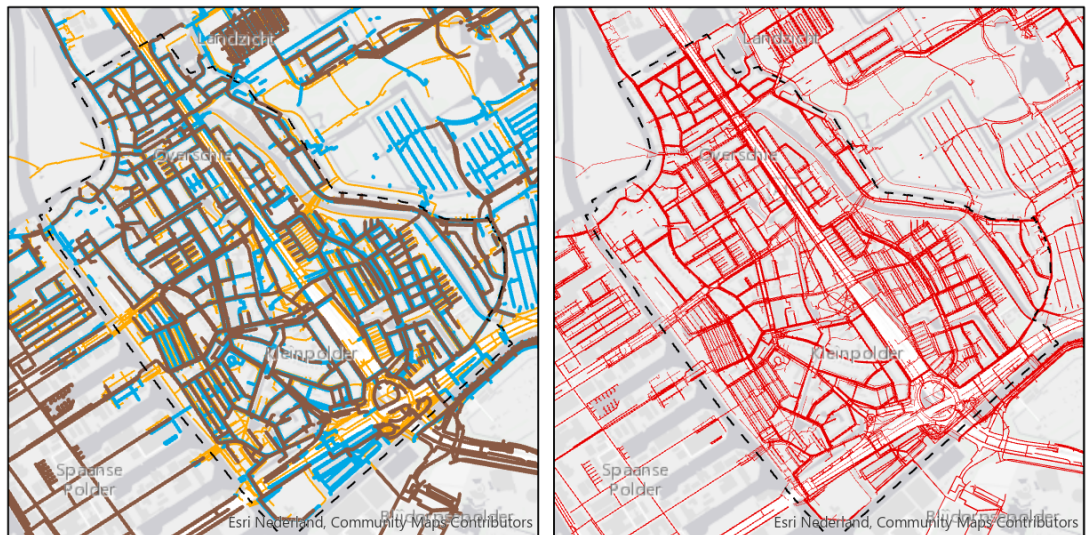 Landzicht
Overschie
Kleinpolder
Spaanse
Polder
Esri Nederland, Community Maps Contributors
Landzicht
Overschie
Kleinpolder
Spaanse
Polder
Esri Nederland, Community Maps Contributors